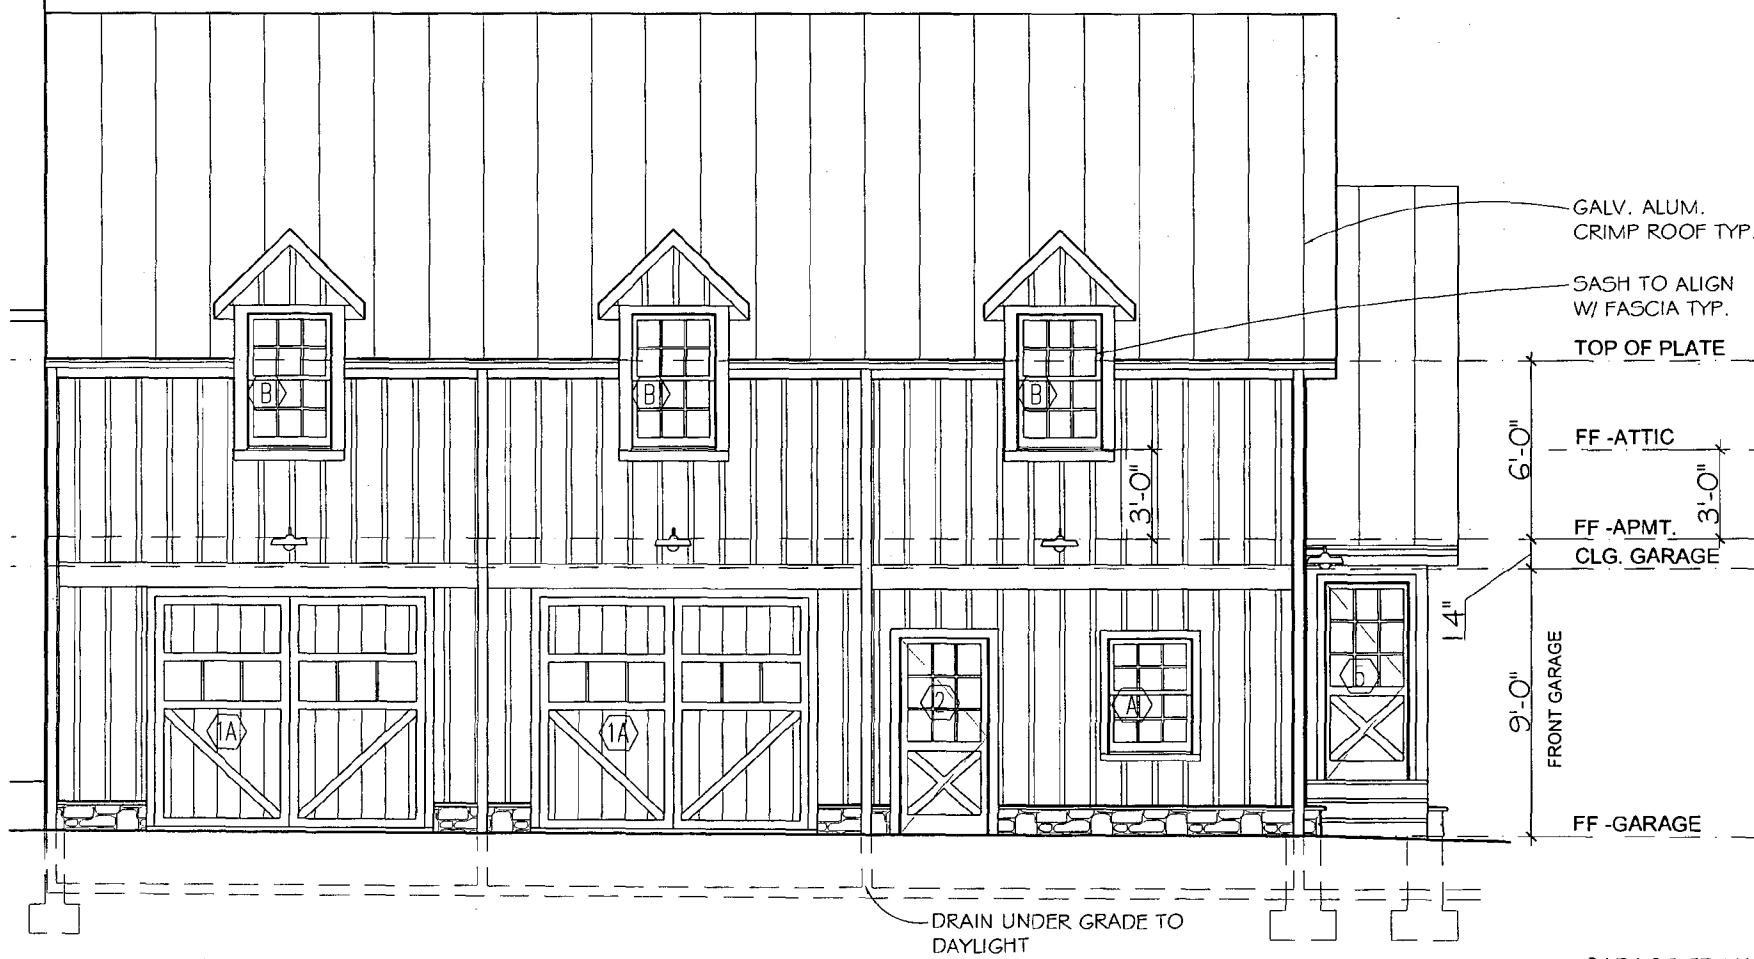 GALV. ALUM.
CRIMP ROOF TYP.
SASH TO ALIGN
W/ FASCIA TYP.
TOP OF PLATE
B
B
B
6'-0"
FF -ATTIC
3'-0"
3'-0"
FF -APMT.
CLG. GARAGE
14"
9'-0"
FRONT GARAGE
1A
1A
2
A
5
FF -GARAGE
DRAIN UNDER GRADE TO
DAYLIGHT